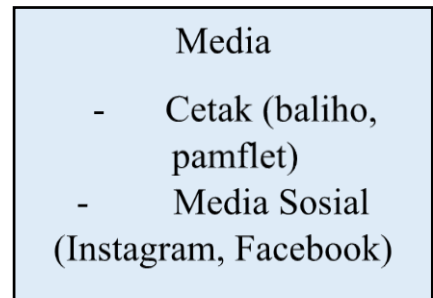 Media
- Cetak (baliho,
pamflet)
- Media Sosial
(Instagram, Facebook)